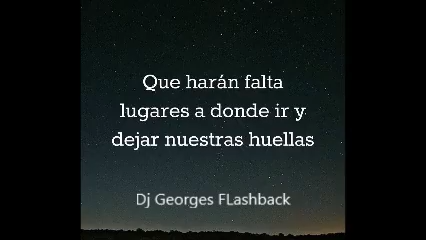 Que harán falta
lugares a donde ir y
dejar nuestras huellas
Dj Georges FLashback